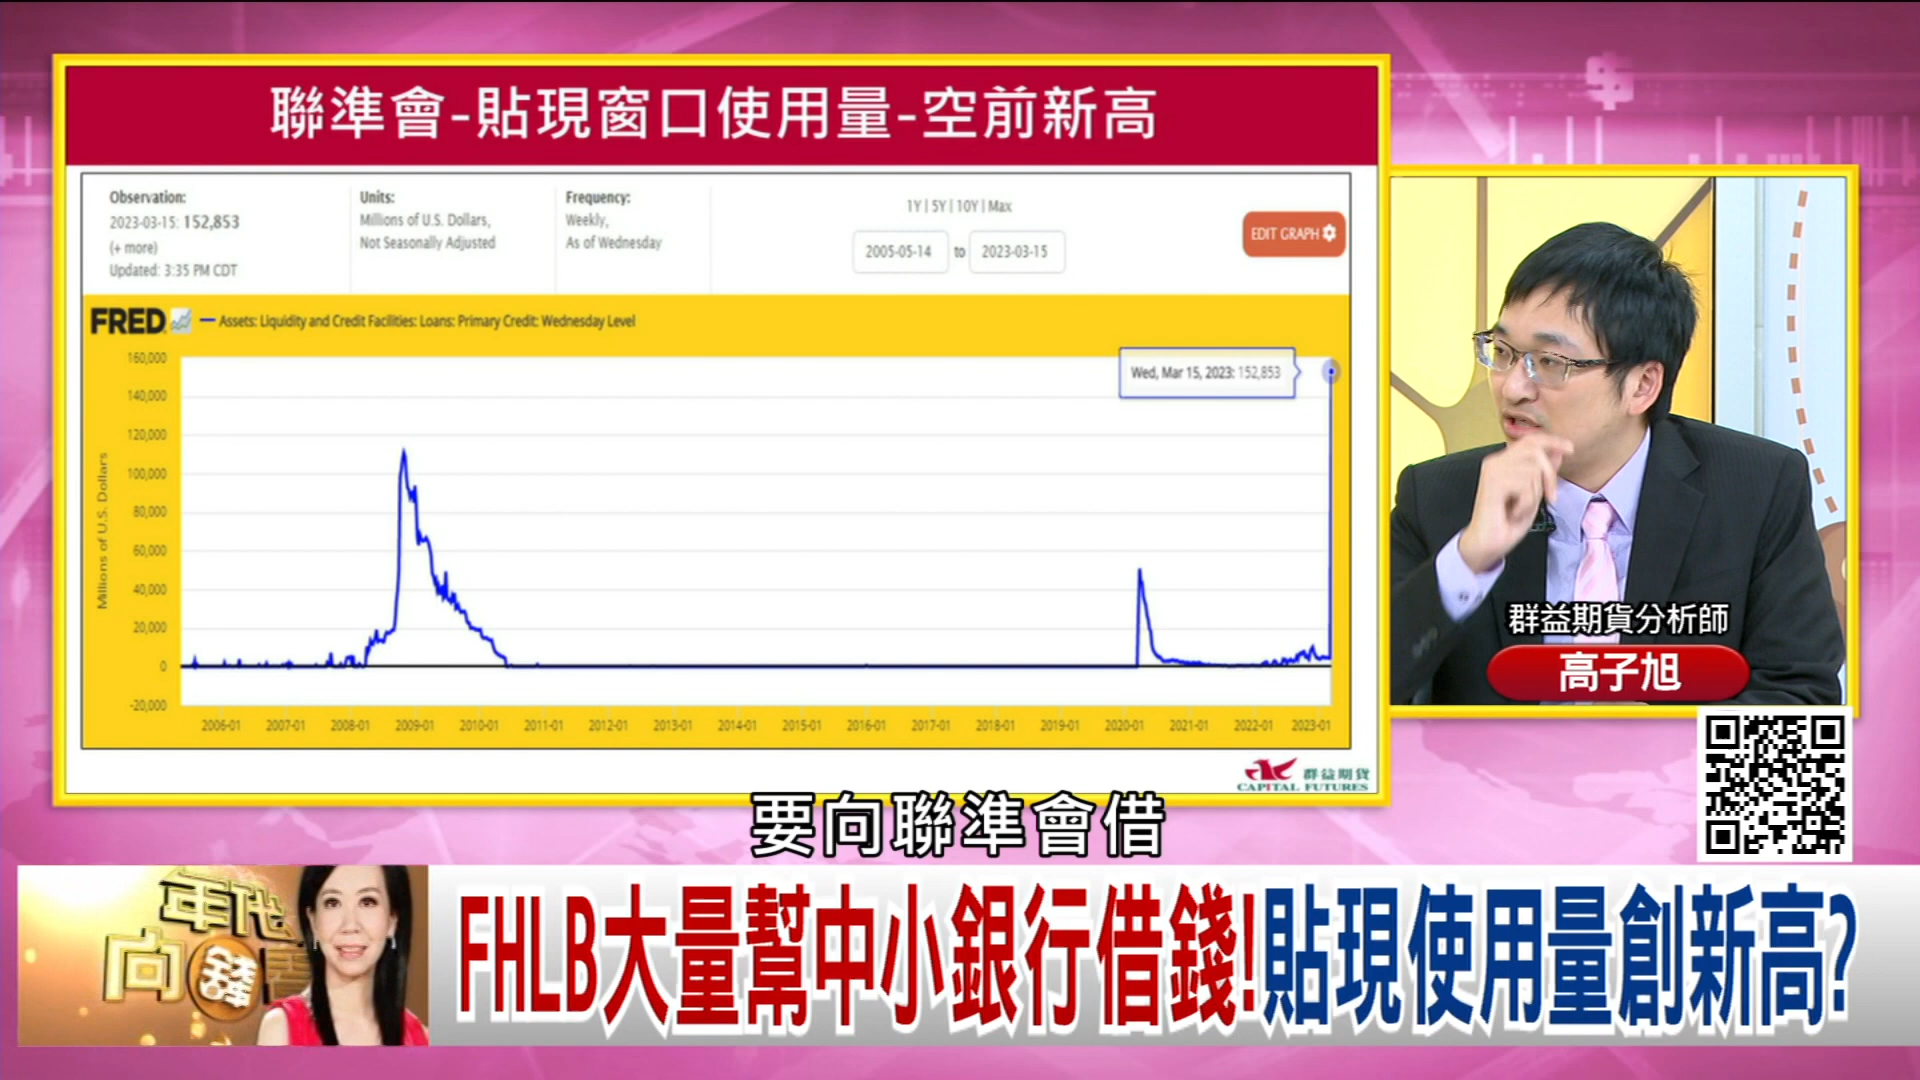 聯準會-貼現窗口使用量-空前新高
Observation:
2023-03-15: 152,853
(+ more)
Updated: 3:35 PM CDT
Units:
Millions of U.S. Dollars,
Not Seasonally Adjusted
Frequency:
Weekly,
As of Wednesday
1Y | 5Y | 10Y | Max
2005-05-14 to 2023-03-15
EDIT GRAPH
FRED
Assets: Liquidity and Credit Facilities: Loans: Primary Credit: Wednesday Level
Wed, Mar 15, 2023: 152,853
Millions of U.S. Dollars
160,000
140,000
120,000
100,000
80,000
60,000
40,000
20,000
0
-20,000
2006-01 2007-01 2008-01 2009-01 2010-01 2011-01 2012-01 2013-01 2014-01 2015-01 2016-01 2017-01 2018-01 2019-01 2020-01 2021-01 2022-01 2023-01
群益期貨
CAPITAL FUTURES
群益期貨分析師
高子旭
要向聯準會借
年代
向錢看
FHLB大量幫中小銀行借錢!貼現使用量創新高?